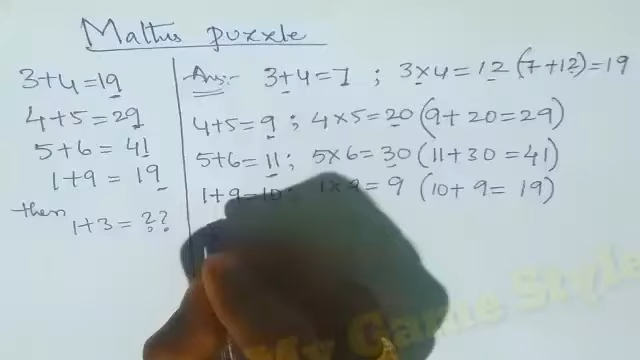 Mathus puzzle
3+4=19
4+5=29
5+6=41
1+9=19
then 1+3=??
Ans:- 3+4=7 ; 3×4=12 (7+12)=19
4+5=9 ; 4×5=20 (9+20=29)
5+6=11 ; 5×6=30 (11+30=41)
1+9=10; 1×9=9 (10+9=19)
My Game Style